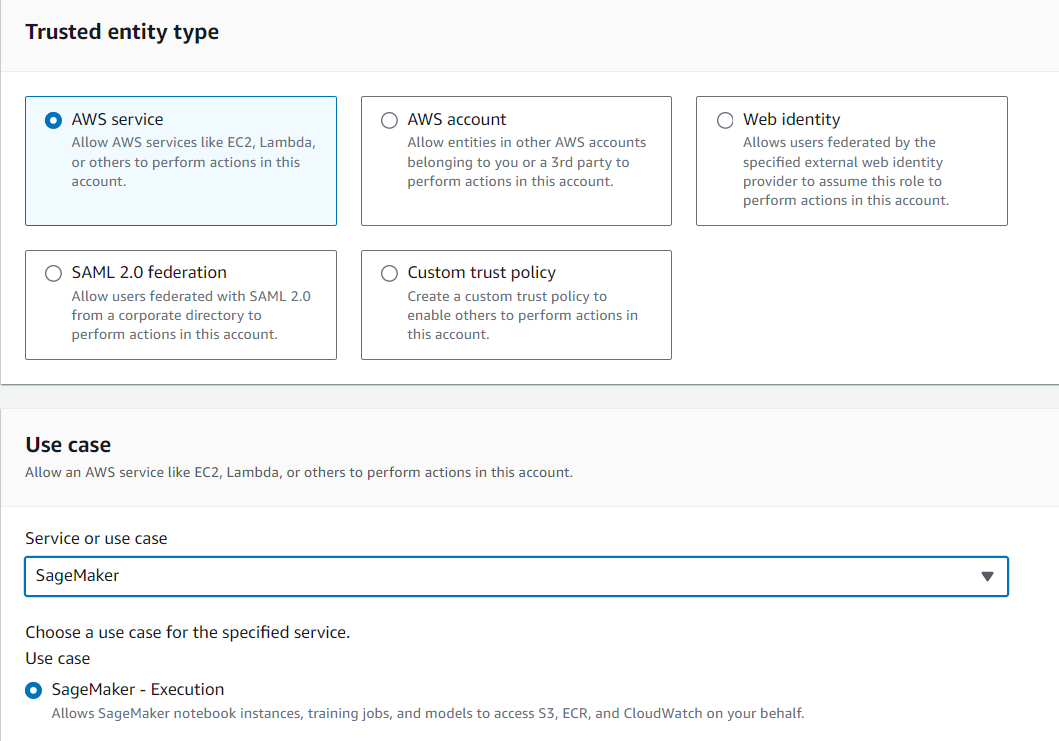 Trusted entity type
AWS service
Allow AWS services like EC2, Lambda,
or others to perform actions in this
account.
AWS account
Allow entities in other AWS accounts
belonging to you or a 3rd party to
perform actions in this account.
Web identity
Allows users federated by the
specified external web identity
provider to assume this role to
perform actions in this account.
SAML 2.0 federation
Allow users federated with SAML 2.0
from a corporate directory to
perform actions in this account.
Custom trust policy
Create a custom trust policy to
enable others to perform actions in
this account.
Use case
Allow an AWS service like EC2, Lambda, or others to perform actions in this account.
Service or use case
SageMaker
Choose a use case for the specified service.
Use case
SageMaker - Execution
Allows SageMaker notebook instances, training jobs, and models to access S3, ECR, and CloudWatch on your behalf.